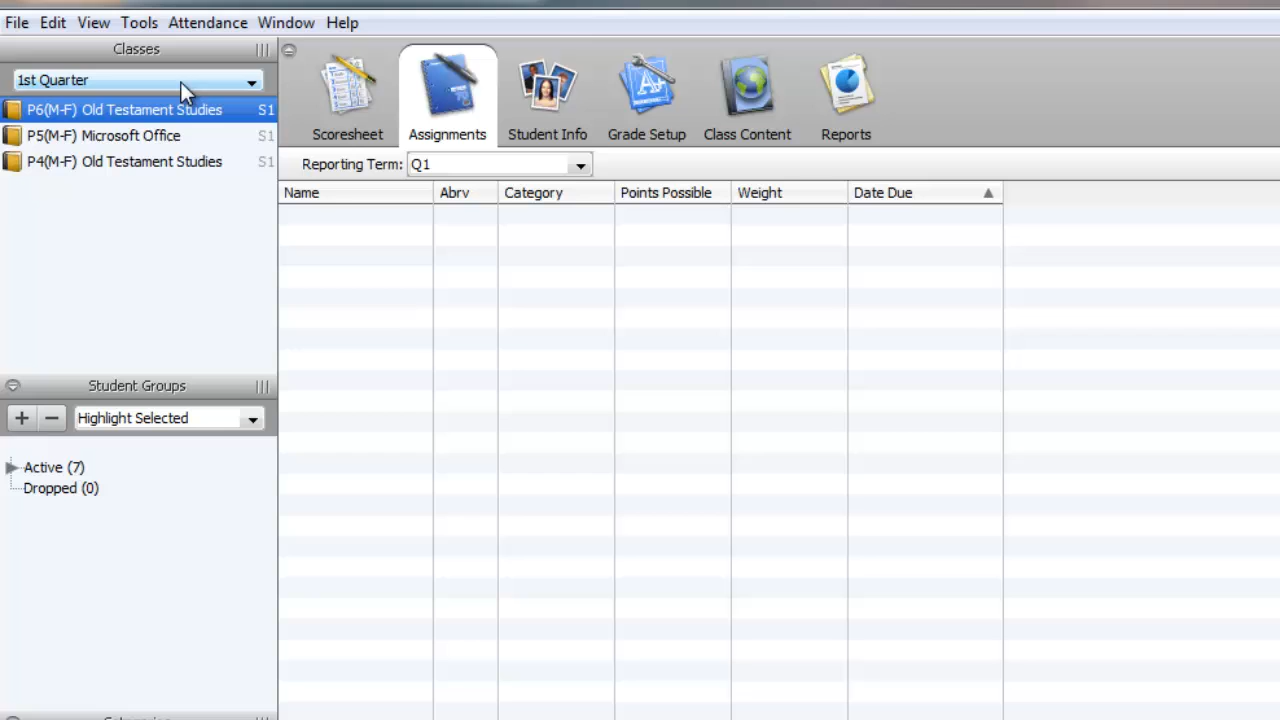 File Edit View Tools Attendance Window Help
Classes
1st Quarter
P6(M-F) Old Testament Studies S1
P5(M-F) Microsoft Office S1
P4(M-F) Old Testament Studies S1
Scoresheet Assignments Student Info Grade Setup Class Content Reports
Reporting Term: Q1
Name Abrv Category Points Possible Weight Date Due
Student Groups
+ − Highlight Selected
Active (7)
Dropped (0)